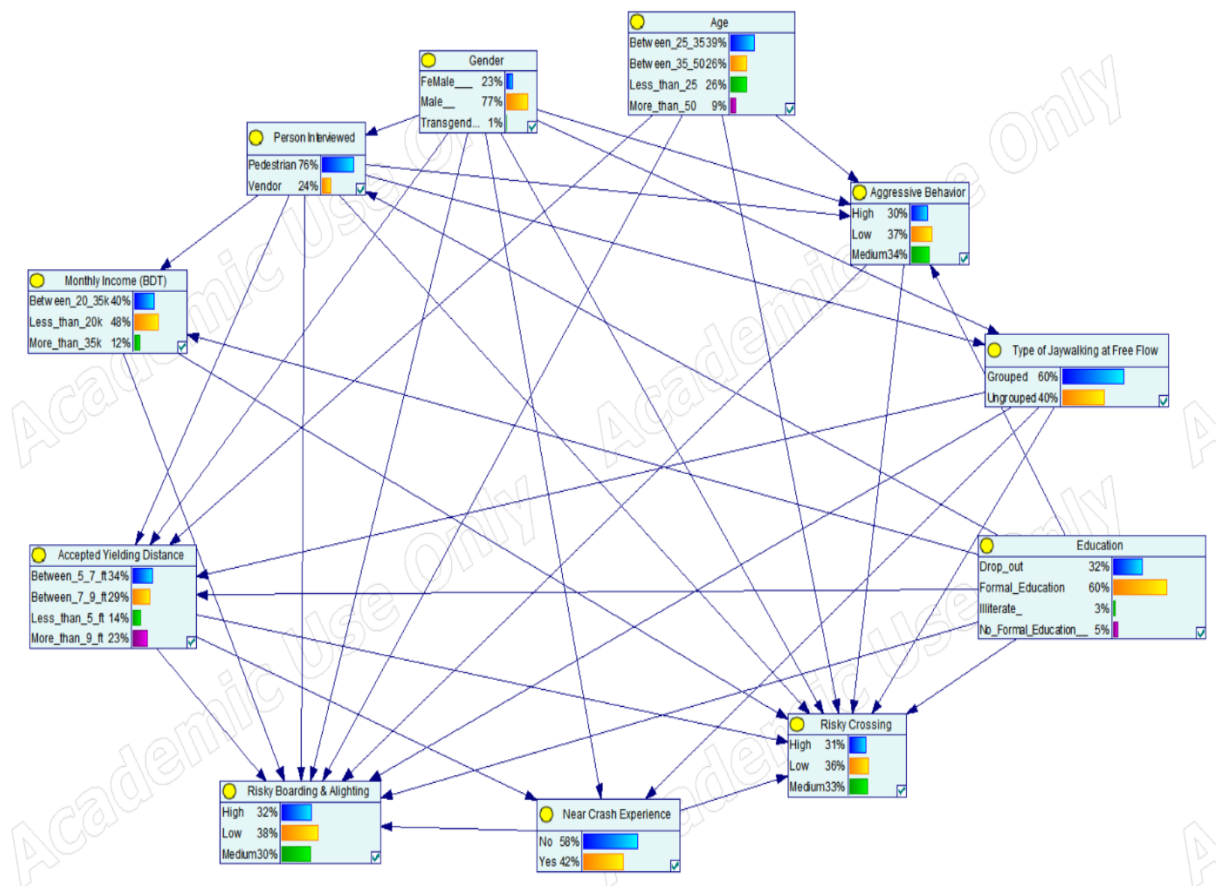 Age
Between_25_35 39%
Between_35_50 26%
Less_than_25 26%
More_than_50 9%
Gender
FeMale___ 23%
Male__ 77%
Transgend... 1%
Person Interviewed
Pedestrian 76%
Vendor 24%
Aggressive Behavior
High 30%
Low 37%
Medium 34%
Monthly Income (BDT)
Between_20_35k 40%
Less_than_20k 48%
More_than_35k 12%
Type of Jaywalking at Free Flow
Grouped 60%
Ungrouped 40%
Accepted Yielding Distance
Between_5_7_ft 34%
Between_7_9_ft 29%
Less_than_5_ft 14%
More_than_9_ft 23%
Education
Drop_out 32%
Formal_Education 60%
Illiterate_ 3%
No_Formal_Education__ 5%
Risky Crossing
High 31%
Low 36%
Medium 33%
Risky Boarding & Alighting
High 32%
Low 38%
Medium 30%
Near Crash Experience
No 58%
Yes 42%
Academic Use Only
Academic Use Only
Academic Use Only
Academic Use Only
A
A
A